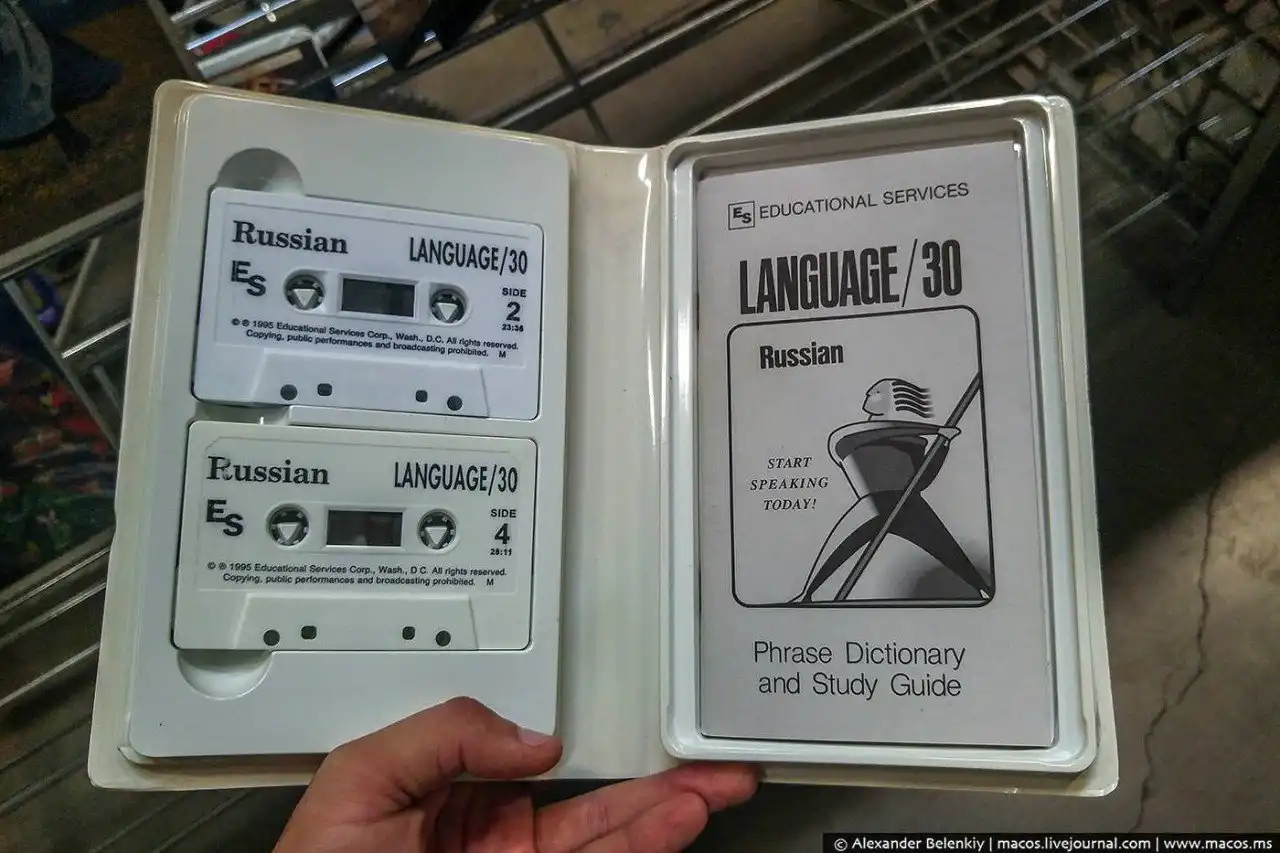 Russian
LANGUAGE/30
ES
SIDE
2
23:36
© ℗ 1995 Educational Services Corp., Wash., D.C. All rights reserved.
Copying, public performances and broadcasting prohibited. M
Russian
LANGUAGE/30
ES
SIDE
4
28:11
© ℗ 1995 Educational Services Corp., Wash., D C. All rights reserved.
Copying, public performances and broadcasting prohibited. M
ES EDUCATIONAL SERVICES
LANGUAGE/30
Russian
START
SPEAKING
TODAY!
Phrase Dictionary
and Study Guide
© Alexander Belenkiy | macos.livejournal.com | www.macos.ms